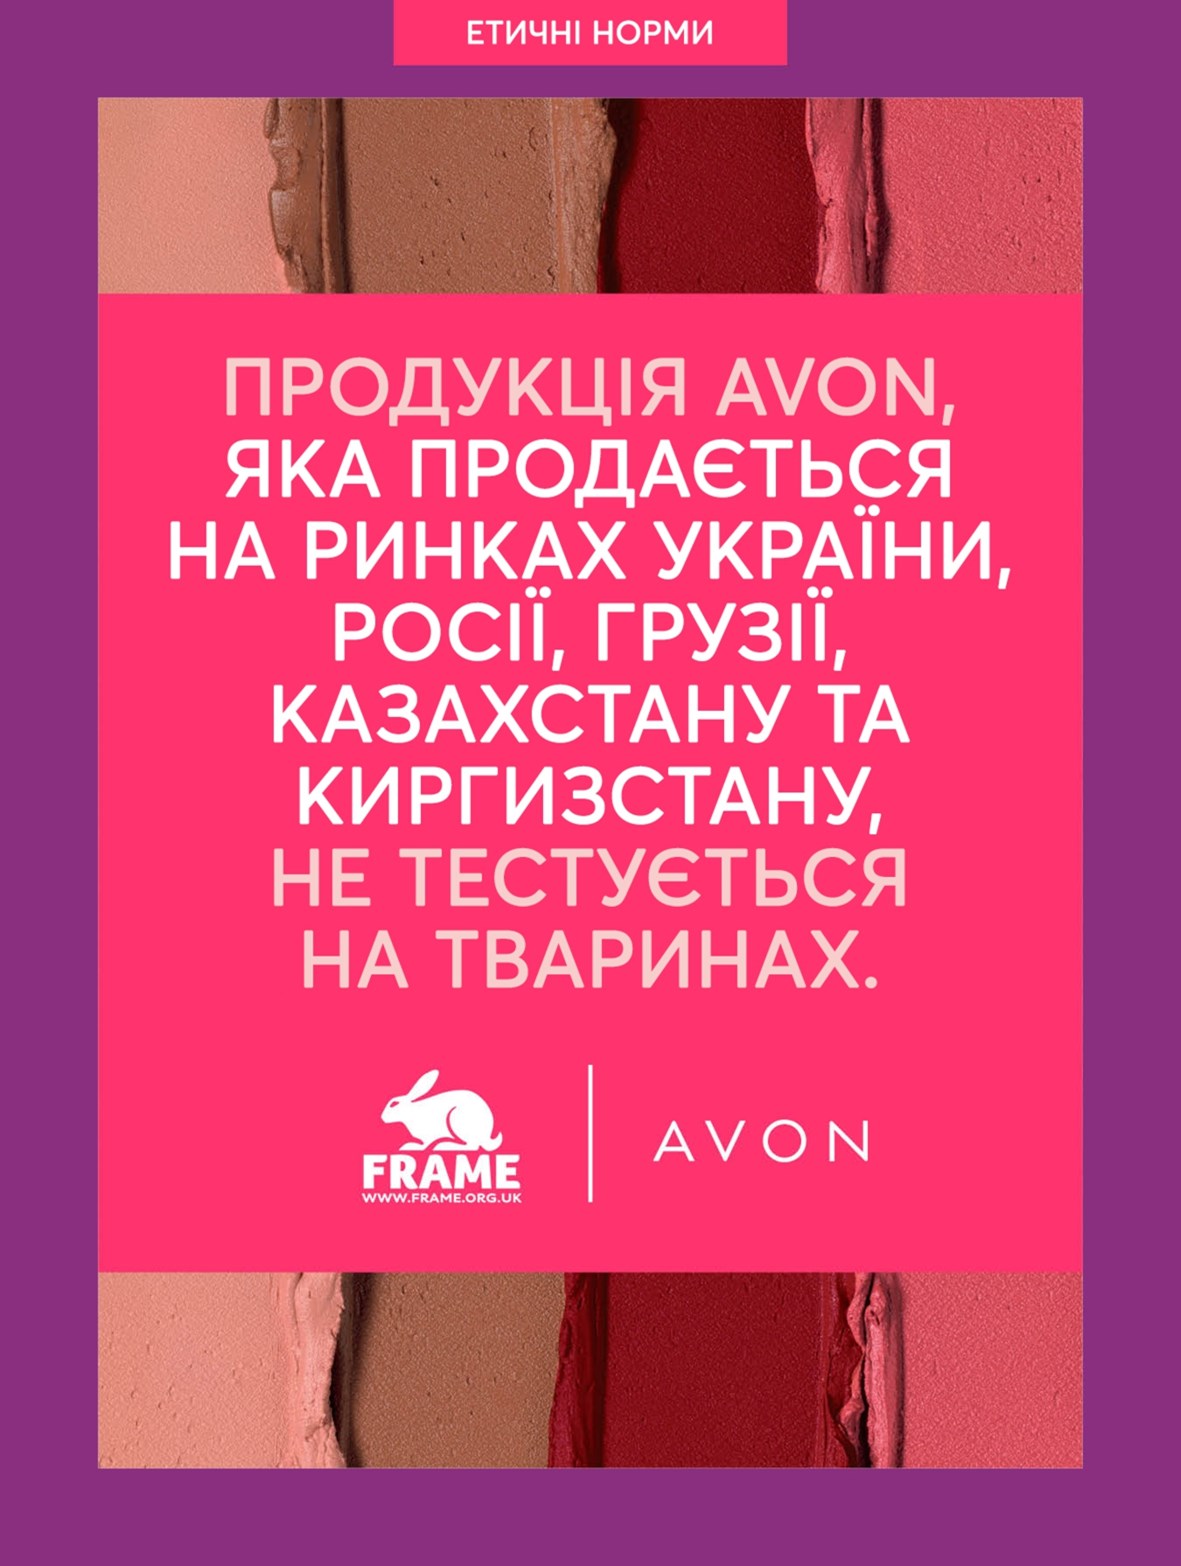 ЕТИЧНІ НОРМИ
ПРОДУКЦІЯ AVON,
ЯКА ПРОДАЄТЬСЯ
НА РИНКАХ УКРАЇНИ,
РОСІЇ, ГРУЗІЇ,
КАЗАХСТАНУ ТА
КИРГИЗСТАНУ,
НЕ ТЕСТУЄТЬСЯ
НА ТВАРИНАХ.
FRAME
WWW.FRAME.ORG.UK
AVON